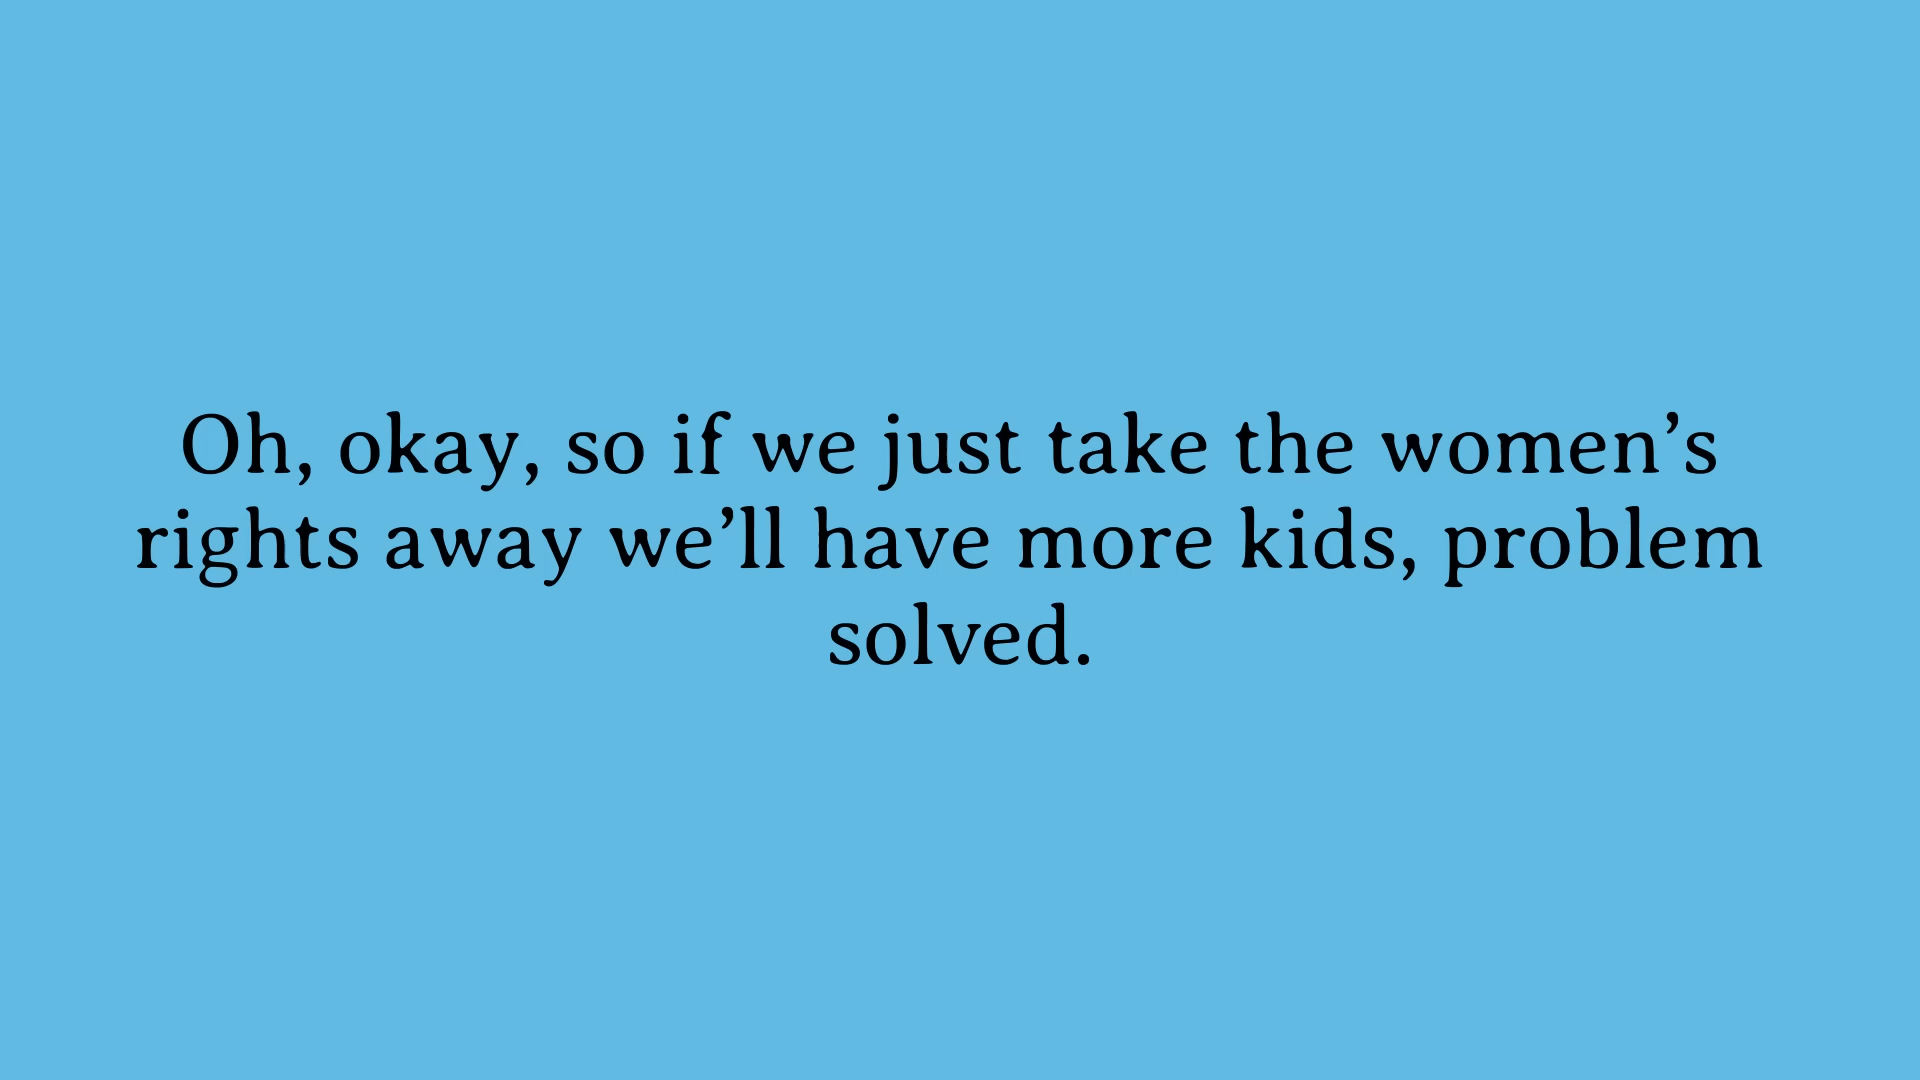 Oh, okay, so if we just take the women’s
rights away we’ll have more kids, problem
solved.